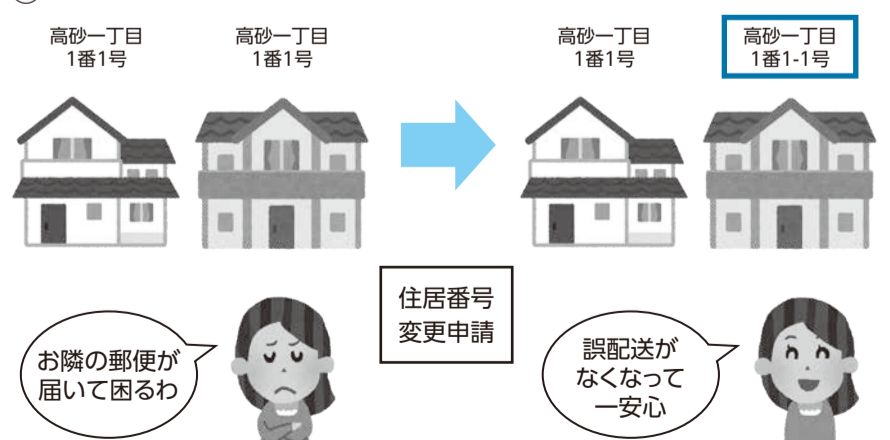 高砂一丁目
1番1号
高砂一丁目
1番1号
高砂一丁目
1番1号
高砂一丁目
1番1-1号
住居番号
変更申請
お隣の郵便が
届いて困るわ
誤配送が
なくなって
一安心